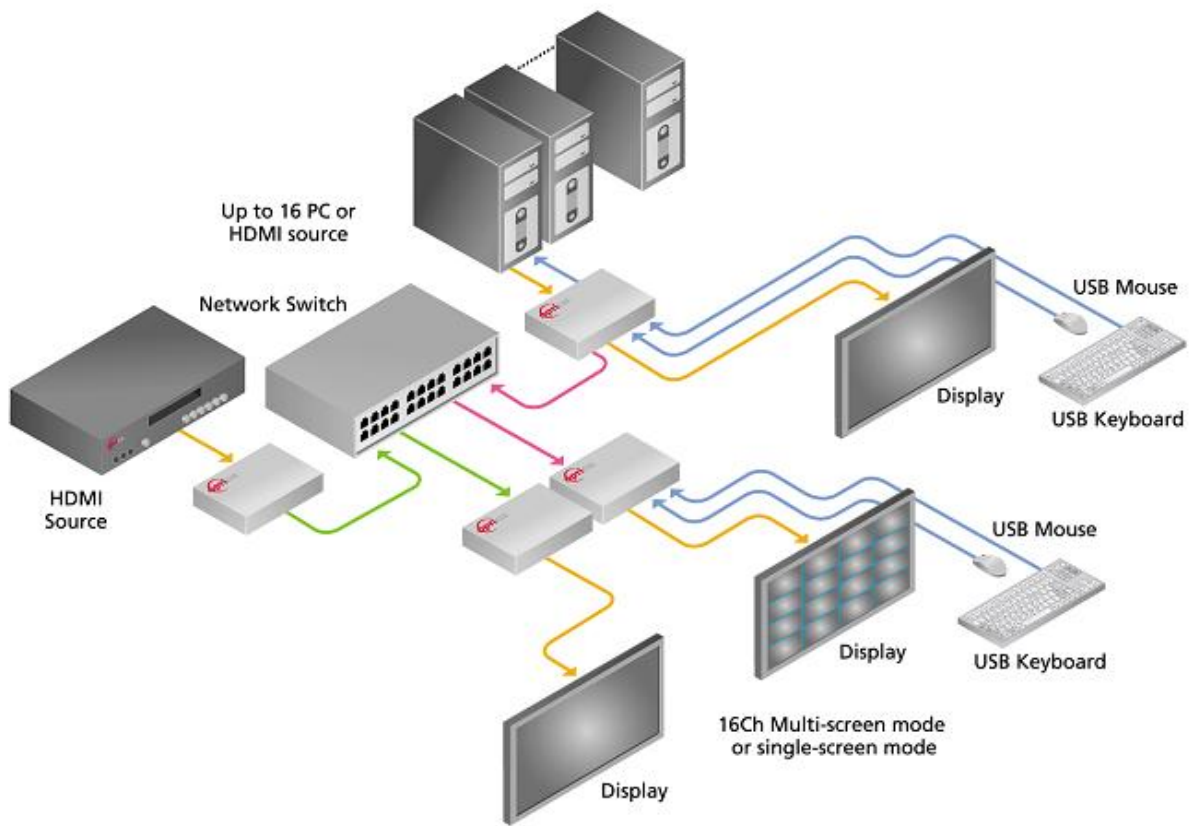 Up to 16 PC or
HDMI source
Network Switch
USB Mouse
Display
USB Keyboard
HDMI
Source
USB Mouse
Display
USB Keyboard
16Ch Multi-screen mode
or single-screen mode
Display